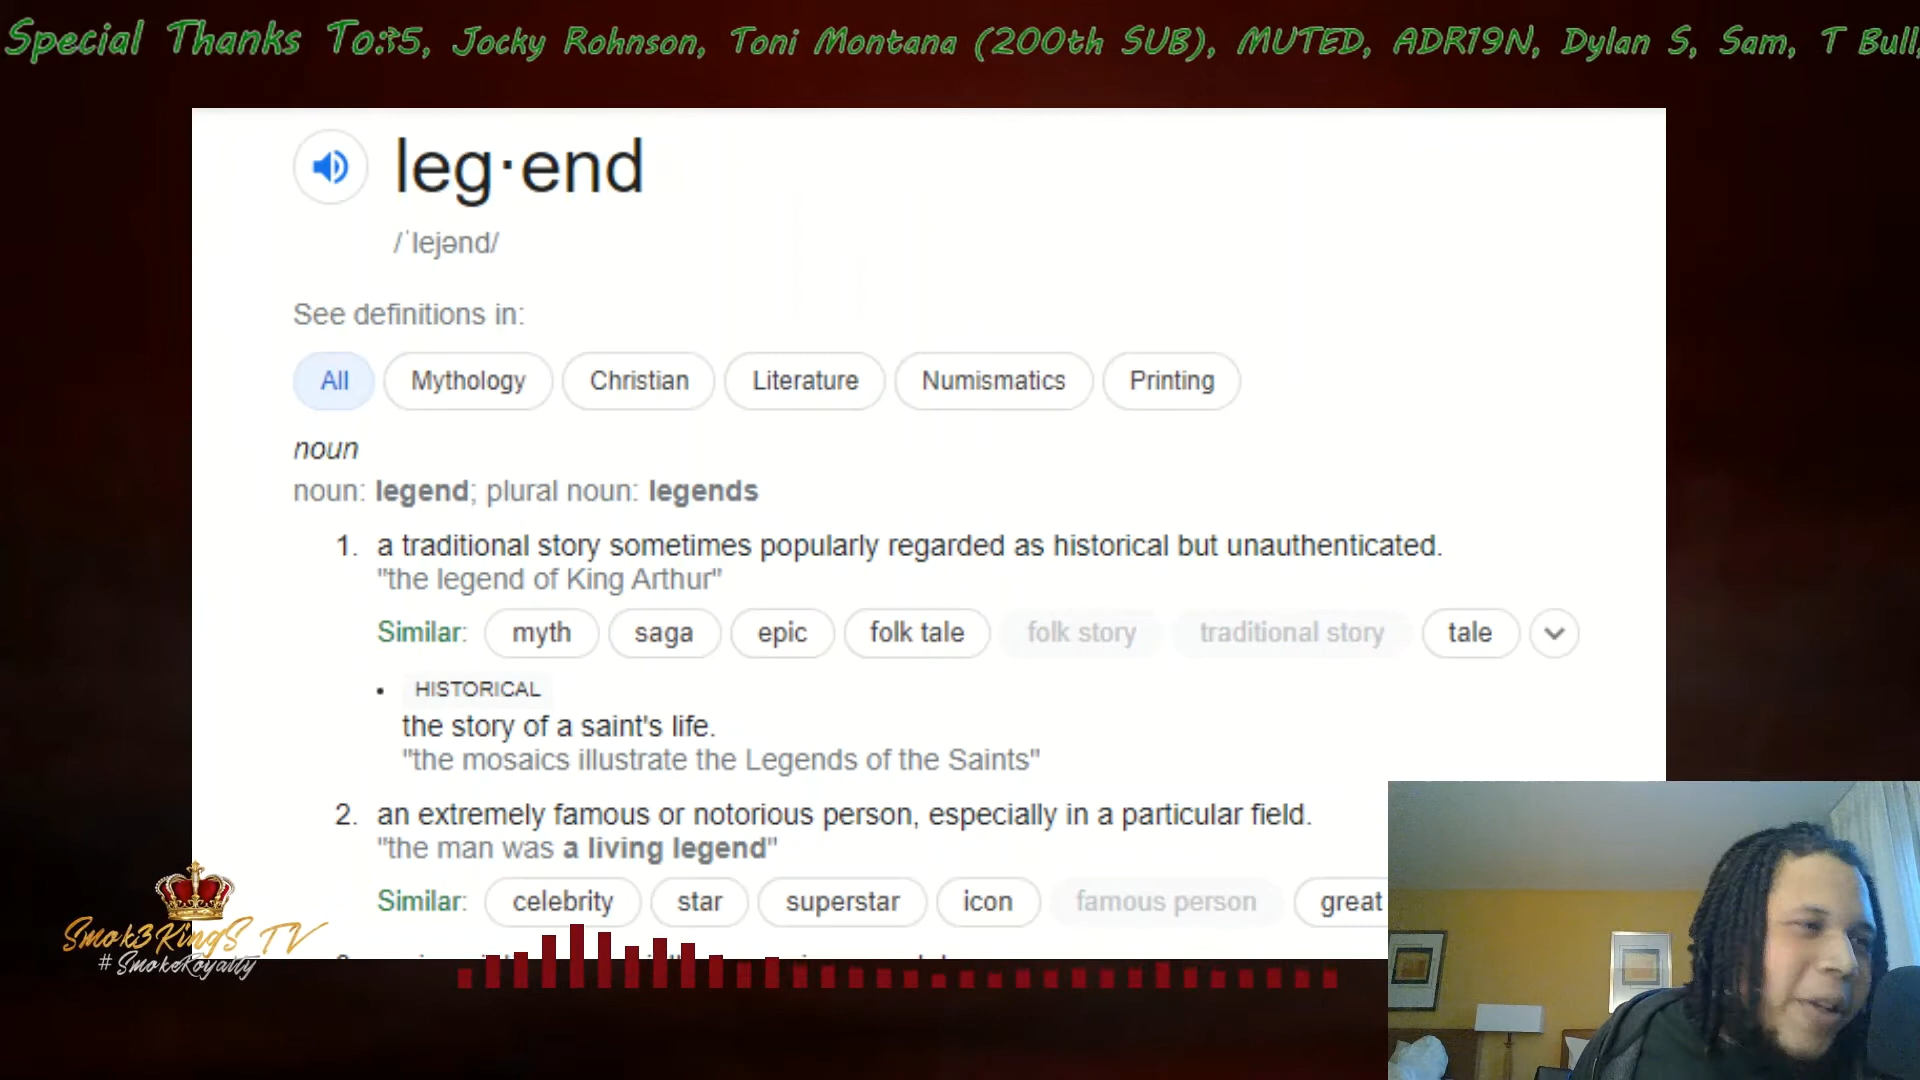 Special Thanks To: 5, Jocky Rohnson, Toni Montana (200th SUB), MUTED, ADR19N, Dylan S, Sam, T Bull,
leg·end
/ˈlejənd/
See definitions in:
All Mythology Christian Literature Numismatics Printing
noun
noun: legend; plural noun: legends
1. a traditional story sometimes popularly regarded as historical but unauthenticated.
"the legend of King Arthur"
Similar: myth saga epic folk tale folk story traditional story tale
• HISTORICAL
the story of a saint's life.
"the mosaics illustrate the Legends of the Saints"
2. an extremely famous or notorious person, especially in a particular field.
"the man was a living legend"
Similar: celebrity star superstar icon famous person great
Smok3KingS TV
#SmokeRoyalty